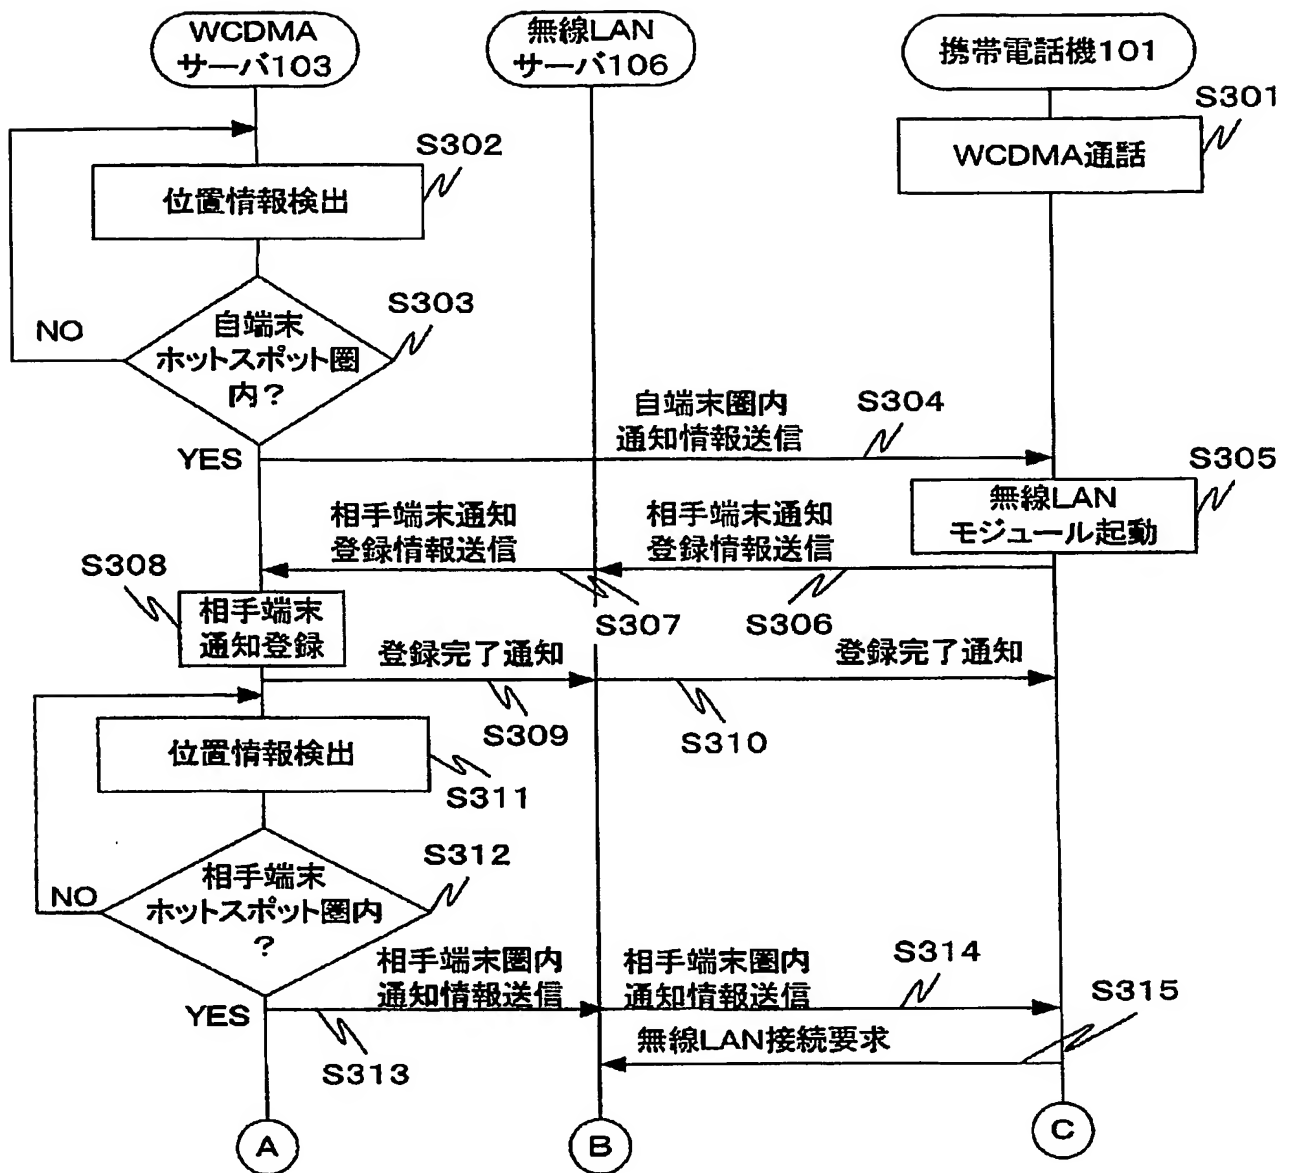 WCDMA
サーバ103
無線LAN
サーバ106
携帯電話機101
S301
WCDMA通話
S302
位置情報検出
S303
自端末
ホットスポット圏
内？
NO
YES
自端末圏内
通知情報送信
S304
S305
無線LAN
モジュール起動
相手端末通知
登録情報送信
相手端末通知
登録情報送信
S307
S306
S308
相手端末
通知登録
登録完了通知
登録完了通知
S309
S310
位置情報検出
S311
S312
相手端末
ホットスポット圏内
？
NO
YES
相手端末圏内
通知情報送信
相手端末圏内
通知情報送信
S314
S313
S315
無線LAN接続要求
A
B
C